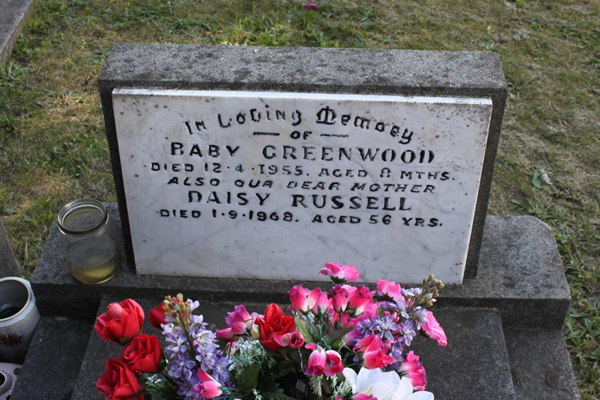 In Loving Memory
OF
BABY GREENWOOD
DIED 12·4·1955. AGED 8 MTHS.
ALSO OUR DEAR MOTHER
DAISY RUSSELL
DIED 1·9·1968. AGED 56 YRS.